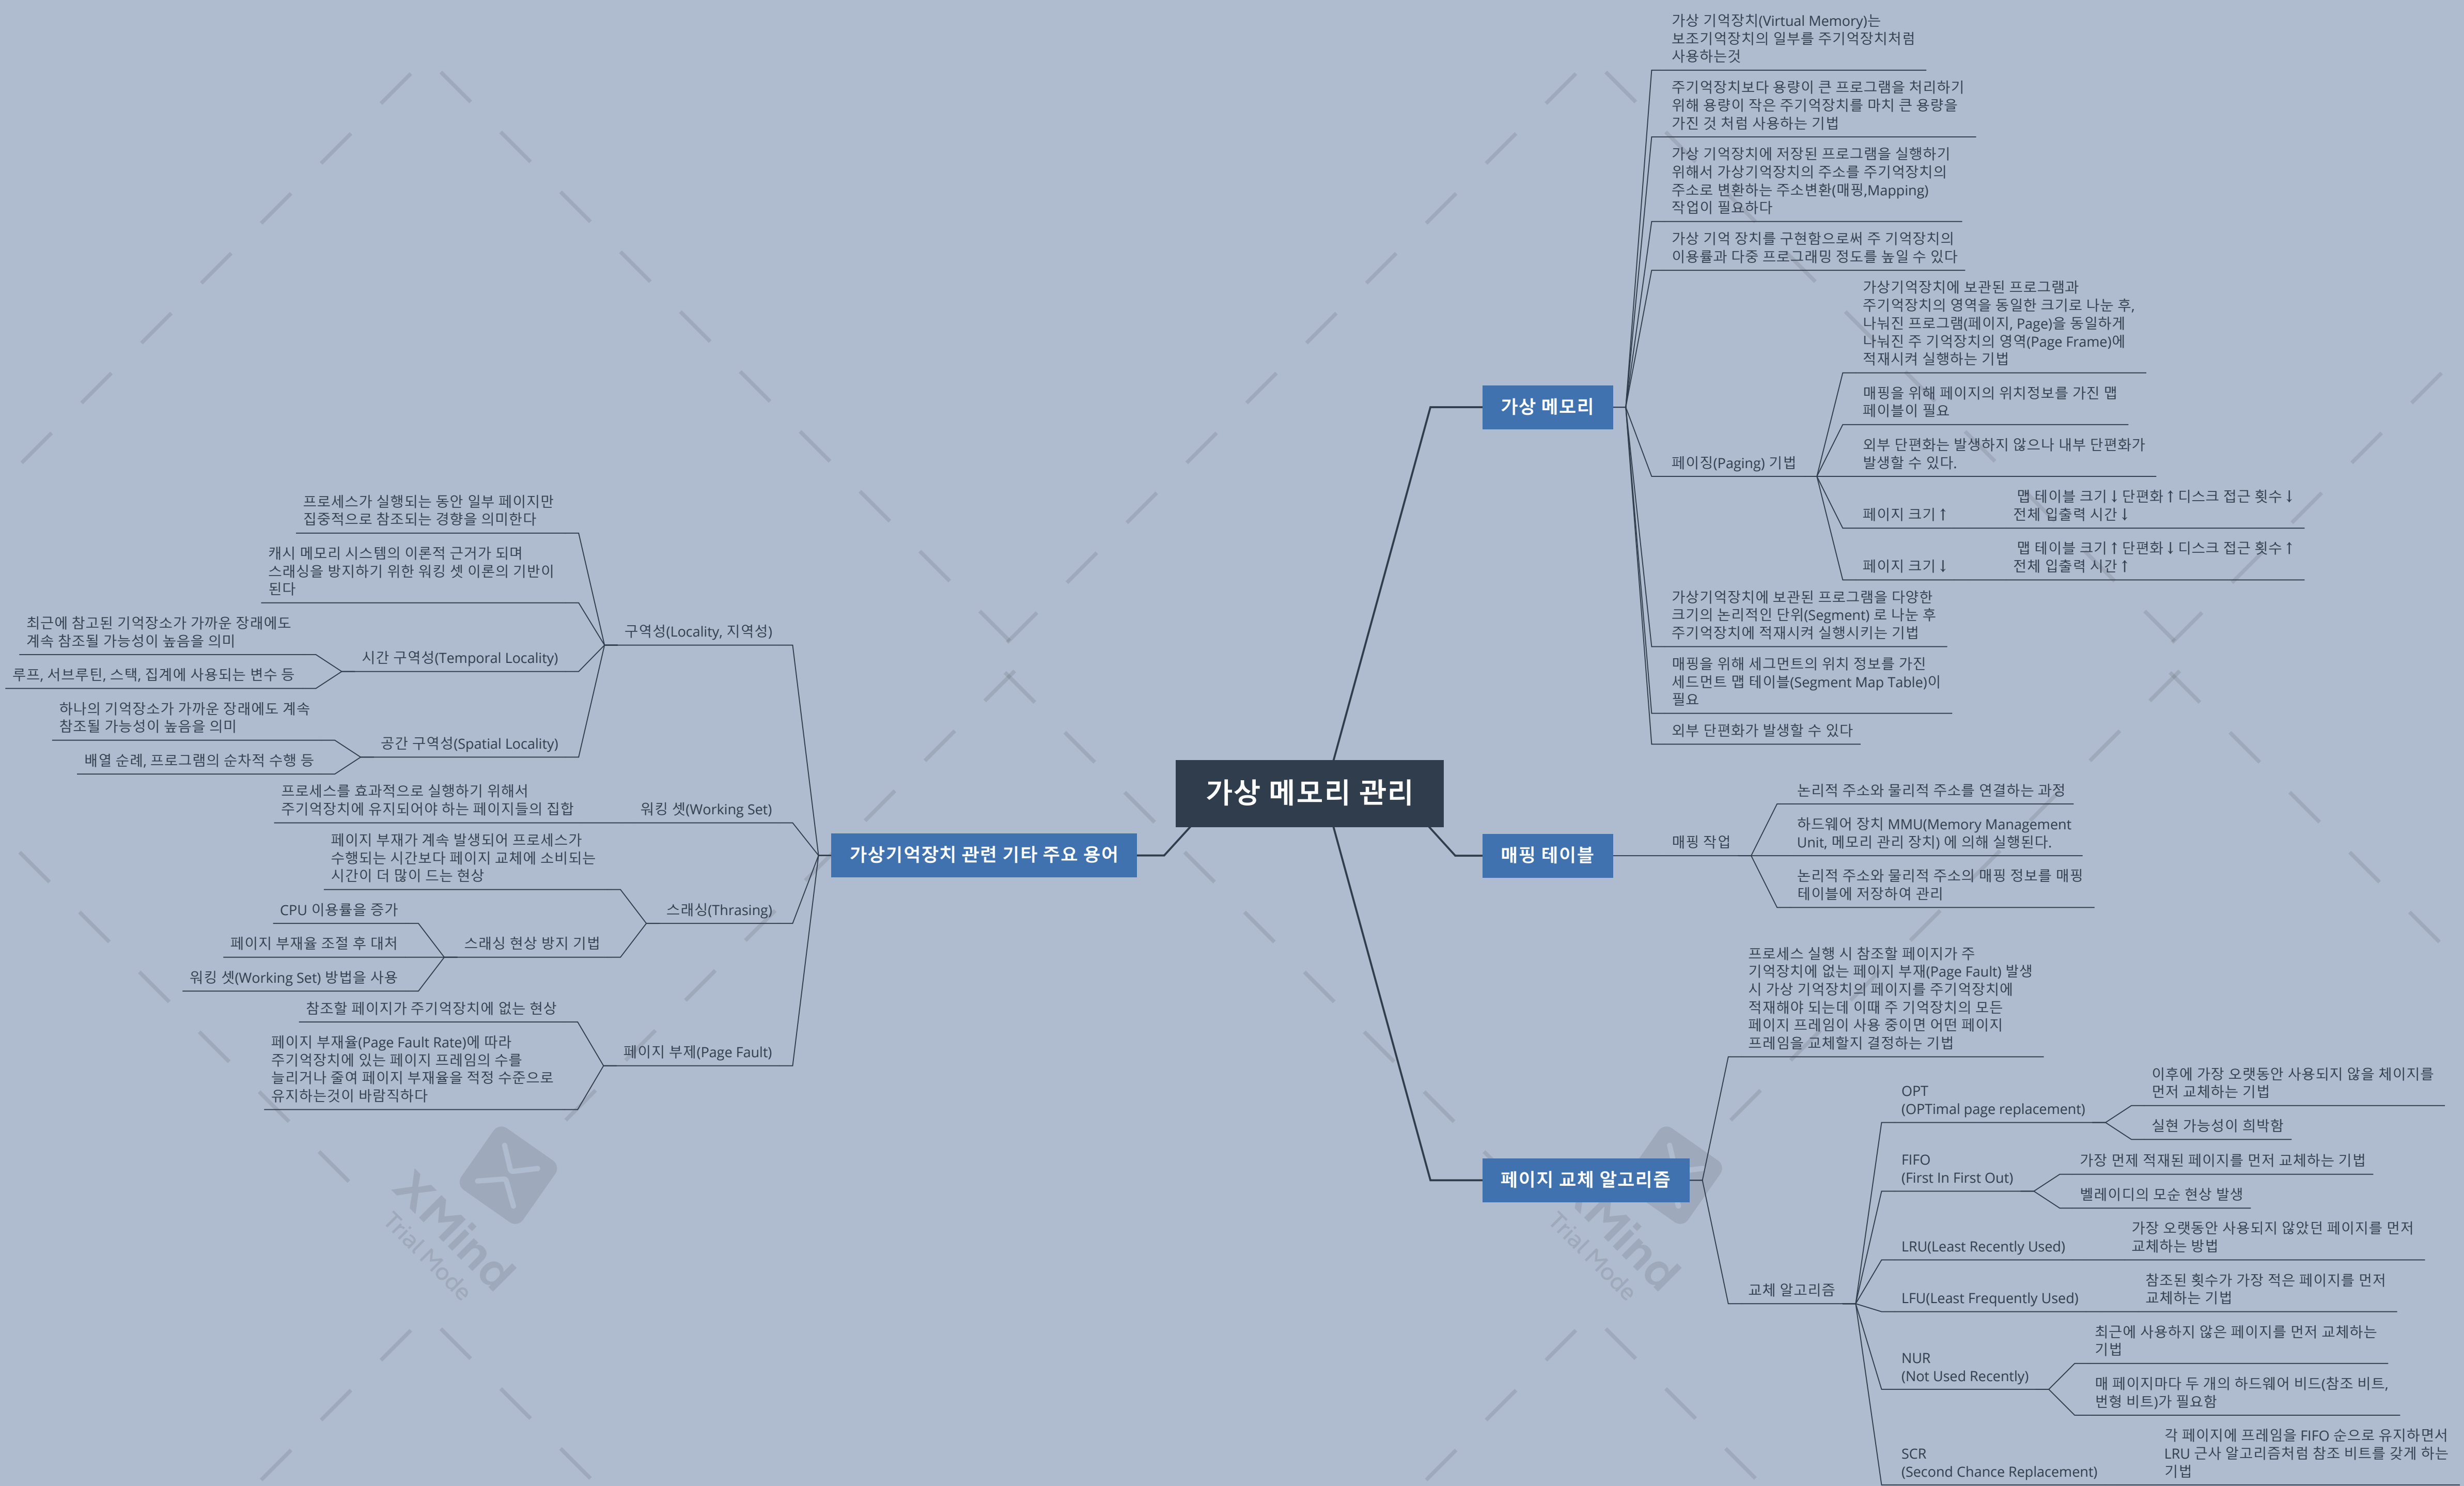 가상 메모리 관리
가상 메모리
가상 기억장치(Virtual Memory)는
보조기억장치의 일부를 주기억장치처럼
사용하는것
주기억장치보다 용량이 큰 프로그램을 처리하기
위해 용량이 작은 주기억장치를 마치 큰 용량을
가진 것 처럼 사용하는 기법
가상 기억장치에 저장된 프로그램을 실행하기
위해서 가상기억장치의 주소를 주기억장치의
주소로 변환하는 주소변환(매핑,Mapping)
작업이 필요하다
가상 기억 장치를 구현함으로써 주 기억장치의
이용률과 다중 프로그래밍 정도를 높일 수 있다
페이징(Paging) 기법
가상기억장치에 보관된 프로그램과
주기억장치의 영역을 동일한 크기로 나눈 후,
나눠진 프로그램(페이지, Page)을 동일하게
나눠진 주 기억장치의 영역(Page Frame)에
적재시켜 실행하는 기법
매핑을 위해 페이지의 위치정보를 가진 맵
페이블이 필요
외부 단편화는 발생하지 않으나 내부 단편화가
발생할 수 있다.
페이지 크기↑
맵 테이블 크기↓단편화↑디스크 접근 횟수↓
전체 입출력 시간↓
페이지 크기↓
맵 테이블 크기↑단편화↓디스크 접근 횟수↑
전체 입출력 시간↑
가상기억장치에 보관된 프로그램을 다양한
크기의 논리적인 단위(Segment) 로 나눈 후
주기억장치에 적재시켜 실행시키는 기법
매핑을 위해 세그먼트의 위치 정보를 가진
세드먼트 맵 테이블(Segment Map Table)이
필요
외부 단편화가 발생할 수 있다
매핑 테이블
매핑 작업
논리적 주소와 물리적 주소를 연결하는 과정
하드웨어 장치 MMU(Memory Management
Unit, 메모리 관리 장치) 에 의해 실행된다.
논리적 주소와 물리적 주소의 매핑 정보를 매핑
테이블에 저장하여 관리
페이지 교체 알고리즘
프로세스 실행 시 참조할 페이지가 주
기억장치에 없는 페이지 부재(Page Fault) 발생
시 가상 기억장치의 페이지를 주기억장치에
적재해야 되는데 이때 주 기억장치의 모든
페이지 프레임이 사용 중이면 어떤 페이지
프레임을 교체할지 결정하는 기법
교체 알고리즘
OPT
(OPTimal page replacement)
이후에 가장 오랫동안 사용되지 않을 체이지를
먼저 교체하는 기법
실현 가능성이 희박함
FIFO
(First In First Out)
가장 먼제 적재된 페이지를 먼저 교체하는 기법
벨레이디의 모순 현상 발생
LRU(Least Recently Used)
가장 오랫동안 사용되지 않았던 페이지를 먼저
교체하는 방법
LFU(Least Frequently Used)
참조된 횟수가 가장 적은 페이지를 먼저
교체하는 기법
NUR
(Not Used Recently)
최근에 사용하지 않은 페이지를 먼저 교체하는
기법
매 페이지마다 두 개의 하드웨어 비드(참조 비트,
변형 비트)가 필요함
SCR
(Second Chance Replacement)
각 페이지에 프레임을 FIFO 순으로 유지하면서
LRU 근사 알고리즘처럼 참조 비트를 갖게 하는
기법
가상기억장치 관련 기타 주요 용어
구역성(Locality, 지역성)
프로세스가 실행되는 동안 일부 페이지만
집중적으로 참조되는 경향을 의미한다
캐시 메모리 시스템의 이론적 근거가 되며
스래싱을 방지하기 위한 워킹 셋 이론의 기반이
된다
시간 구역성(Temporal Locality)
최근에 참고된 기억장소가 가까운 장래에도
계속 참조될 가능성이 높음을 의미
루프, 서브루틴, 스택, 집계에 사용되는 변수 등
공간 구역성(Spatial Locality)
하나의 기억장소가 가까운 장래에도 계속
참조될 가능성이 높음을 의미
배열 순례, 프로그램의 순차적 수행 등
워킹 셋(Working Set)
프로세스를 효과적으로 실행하기 위해서
주기억장치에 유지되어야 하는 페이지들의 집합
스래싱(Thrasing)
페이지 부재가 계속 발생되어 프로세스가
수행되는 시간보다 페이지 교체에 소비되는
시간이 더 많이 드는 현상
스래싱 현상 방지 기법
CPU 이용률을 증가
페이지 부재율 조절 후 대처
워킹 셋(Working Set) 방법을 사용
페이지 부제(Page Fault)
참조할 페이지가 주기억장치에 없는 현상
페이지 부재율(Page Fault Rate)에 따라
주기억장치에 있는 페이지 프레임의 수를
늘리거나 줄여 페이지 부재율을 적정 수준으로
유지하는것이 바람직하다
XMind
Trial Mode
XMind
Trial Mode